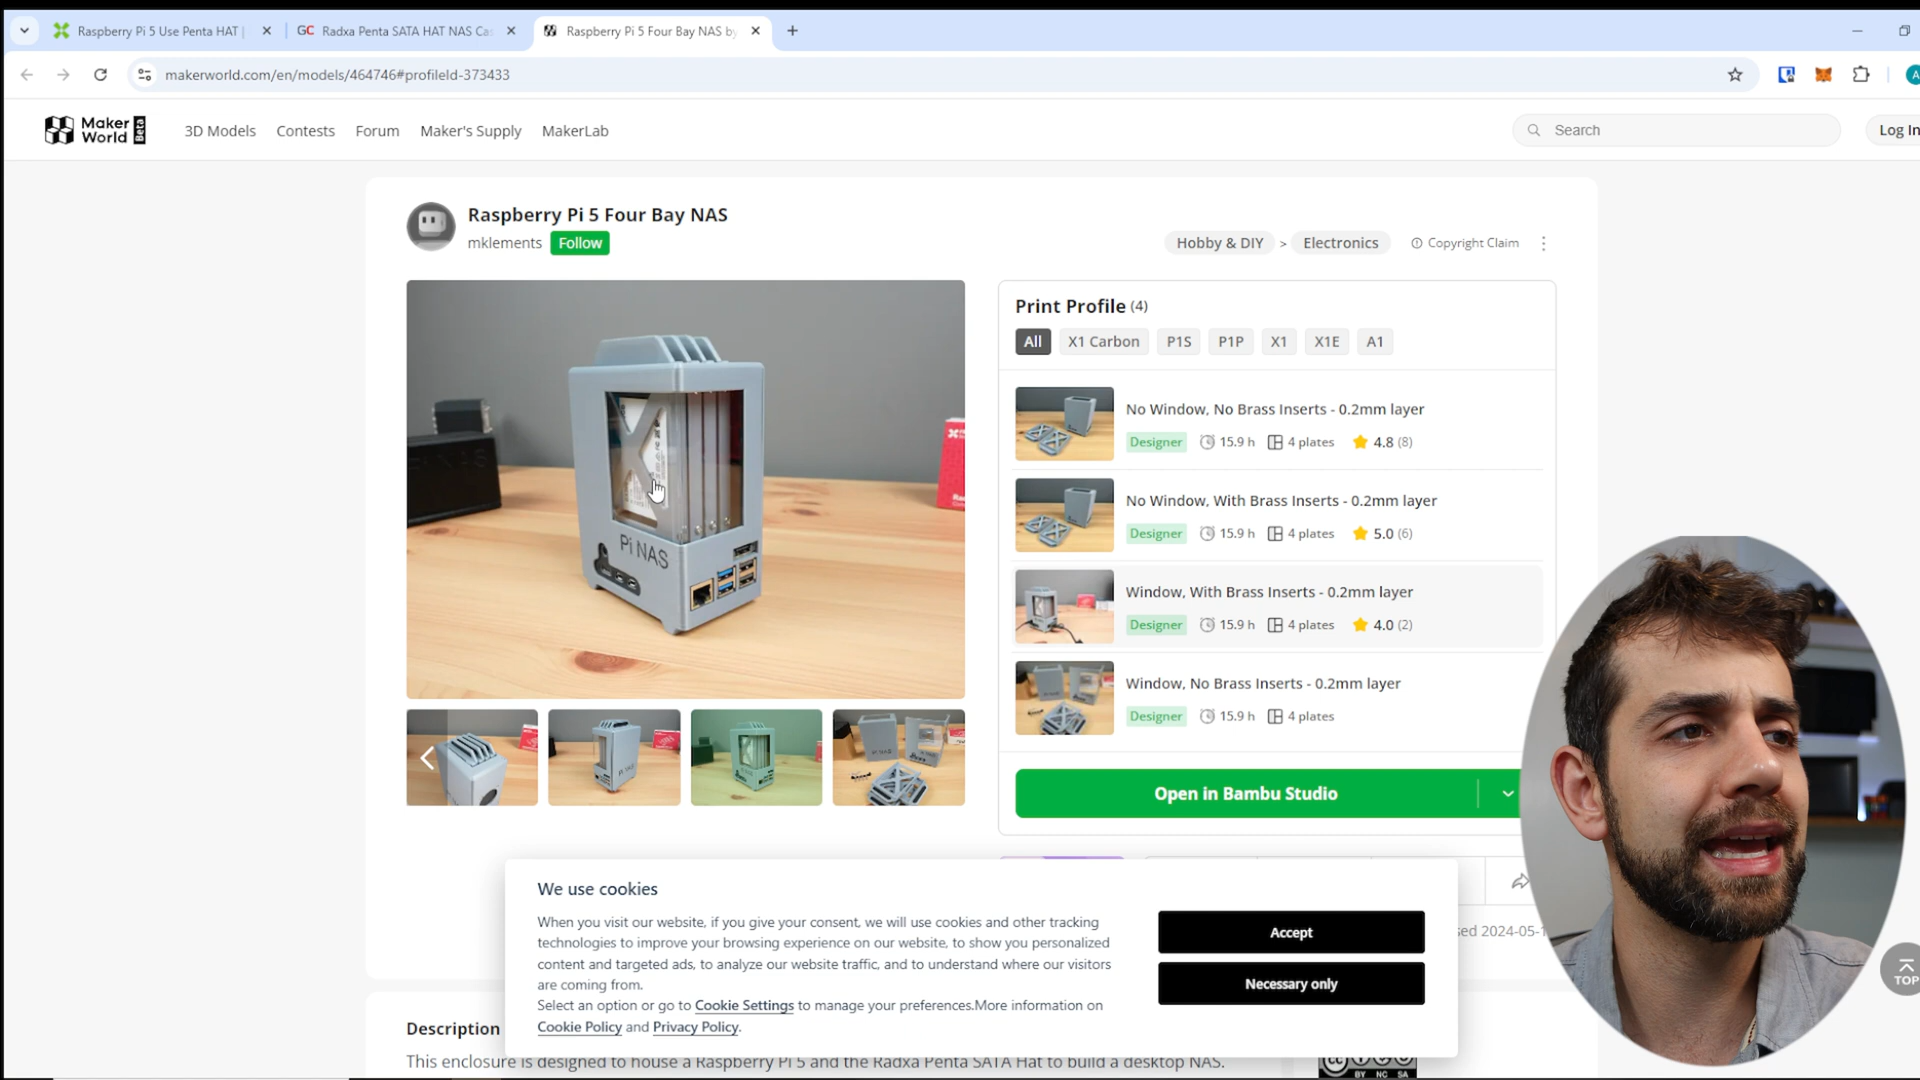 Raspberry Pi 5 Use Penta HAT |
GC Radxa Penta SATA HAT NAS Cas
Raspberry Pi 5 Four Bay NAS by
makerworld.com/en/models/464746#profileId-373433
A
Maker World Beta
3D Models
Contests
Forum
Maker's Supply
MakerLab
Search
Log In
Raspberry Pi 5 Four Bay NAS
mklements
Follow
Hobby & DIY > Electronics
Copyright Claim
Pi NAS
Print Profile (4)
All X1 Carbon P1S P1P X1 X1E A1
No Window, No Brass Inserts - 0.2mm layer
Designer 15.9 h 4 plates 4.8 (8)
No Window, With Brass Inserts - 0.2mm layer
Designer 15.9 h 4 plates 5.0 (6)
Window, With Brass Inserts - 0.2mm layer
Designer 15.9 h 4 plates 4.0 (2)
Window, No Brass Inserts - 0.2mm layer
Designer 15.9 h 4 plates
Open in Bambu Studio
sed 2024-05-1
TOP
We use cookies
When you visit our website, if you give your consent, we will use cookies and other tracking
technologies to improve your browsing experience on our website, to show you personalized
content and targeted ads, to analyze our website traffic, and to understand where our visitors
are coming from.
Select an option or go to Cookie Settings to manage your preferences.More information on
Cookie Policy and Privacy Policy.
Accept
Necessary only
Description
This enclosure is designed to house a Raspberry Pi 5 and the Radxa Penta SATA Hat to build a desktop NAS.
BY NC SA